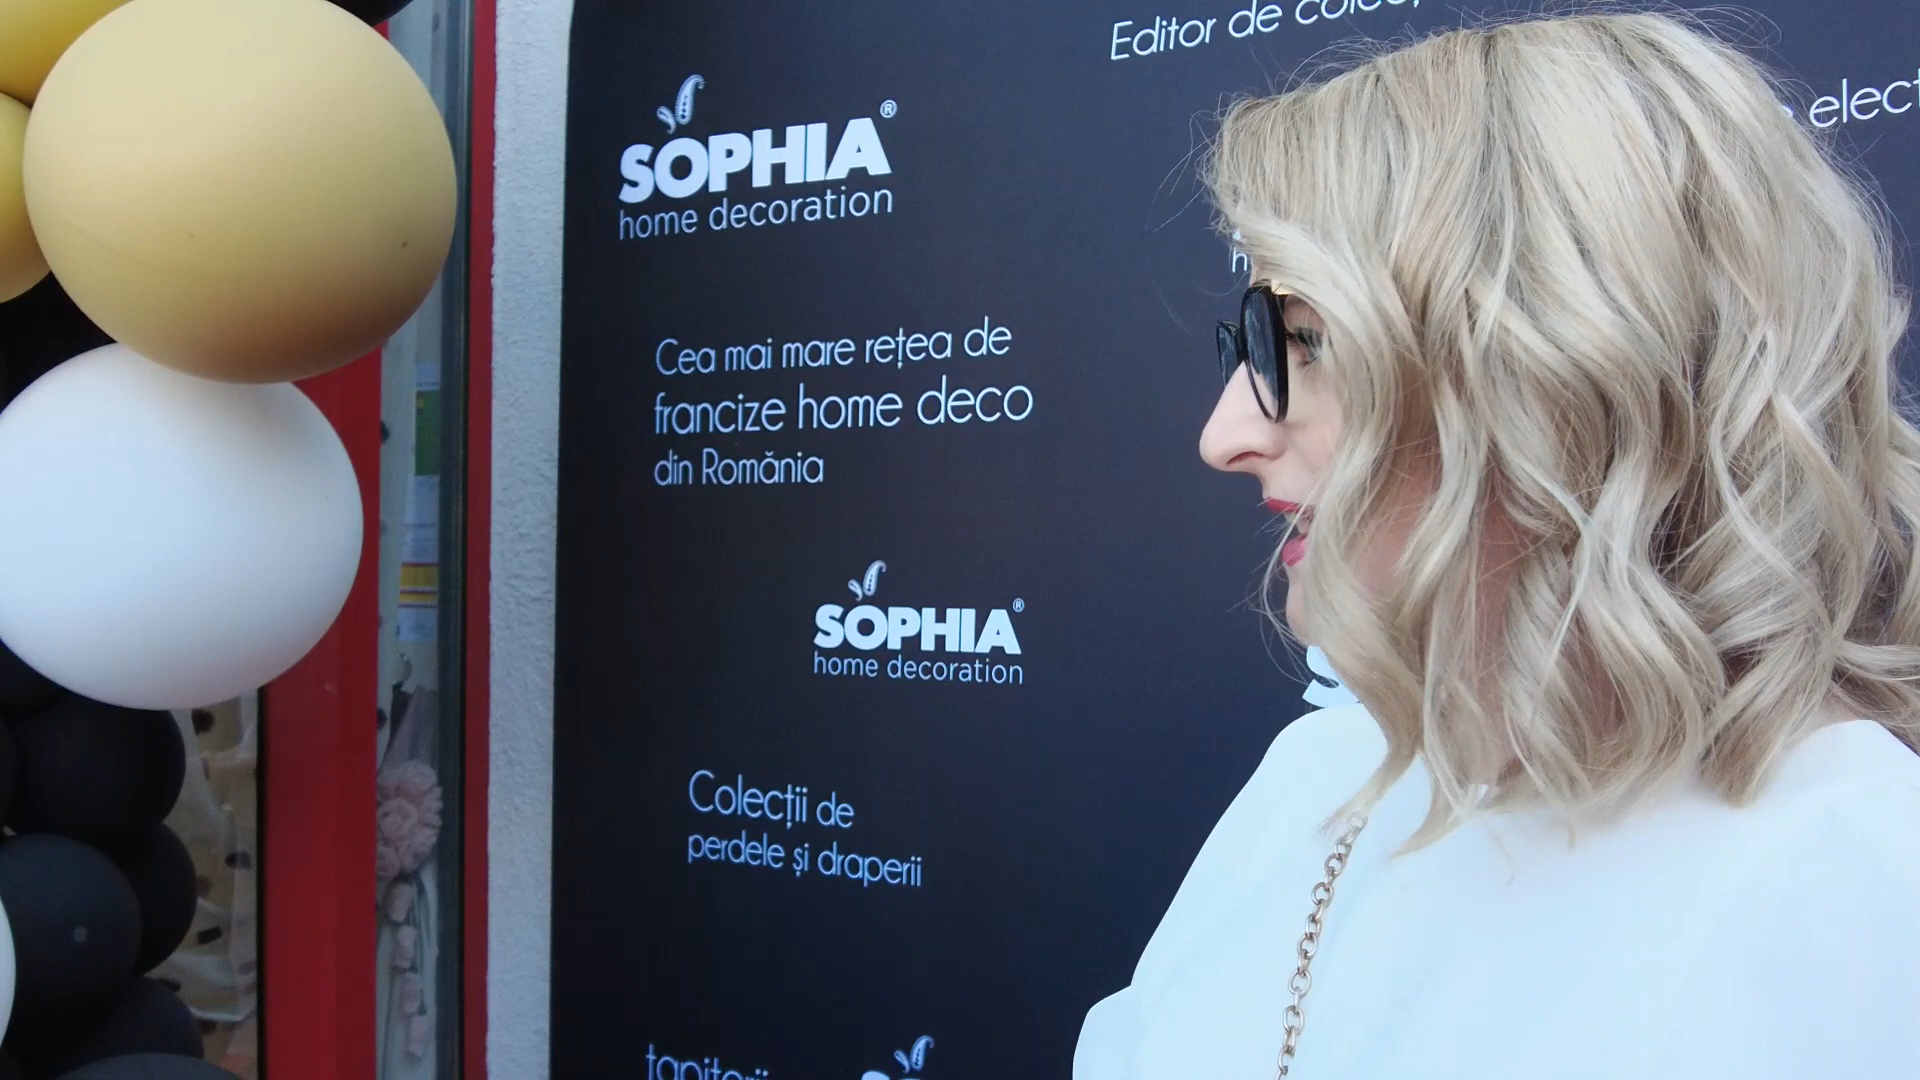 Editor de
elect
SOPHIA®
home decoration
Cea mai mare rețea de
francize home deco
din România
SOPHIA®
home decoration
Colecții de
perdele și draperii